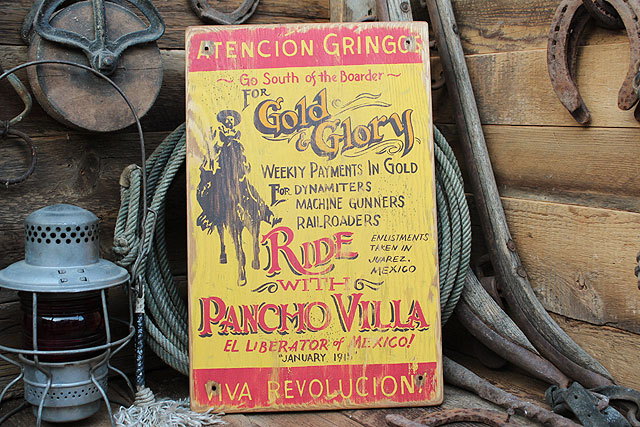 ATENCION GRINGOS
~ Go South of the Boarder ~
FOR
Gold
& Glory
WEEKLY PAYMENTS IN GOLD
FOR DYNAMITERS
MACHINE GUNNERS
RAILROADERS
RIDE
ENLISTMENTS
TAKEN IN
JUAREZ,
MEXICO
WITH
PANCHO VILLA
EL LIBERATOR of MEXICO!
"JANUARY 1915"
VIVA REVOLUCION!